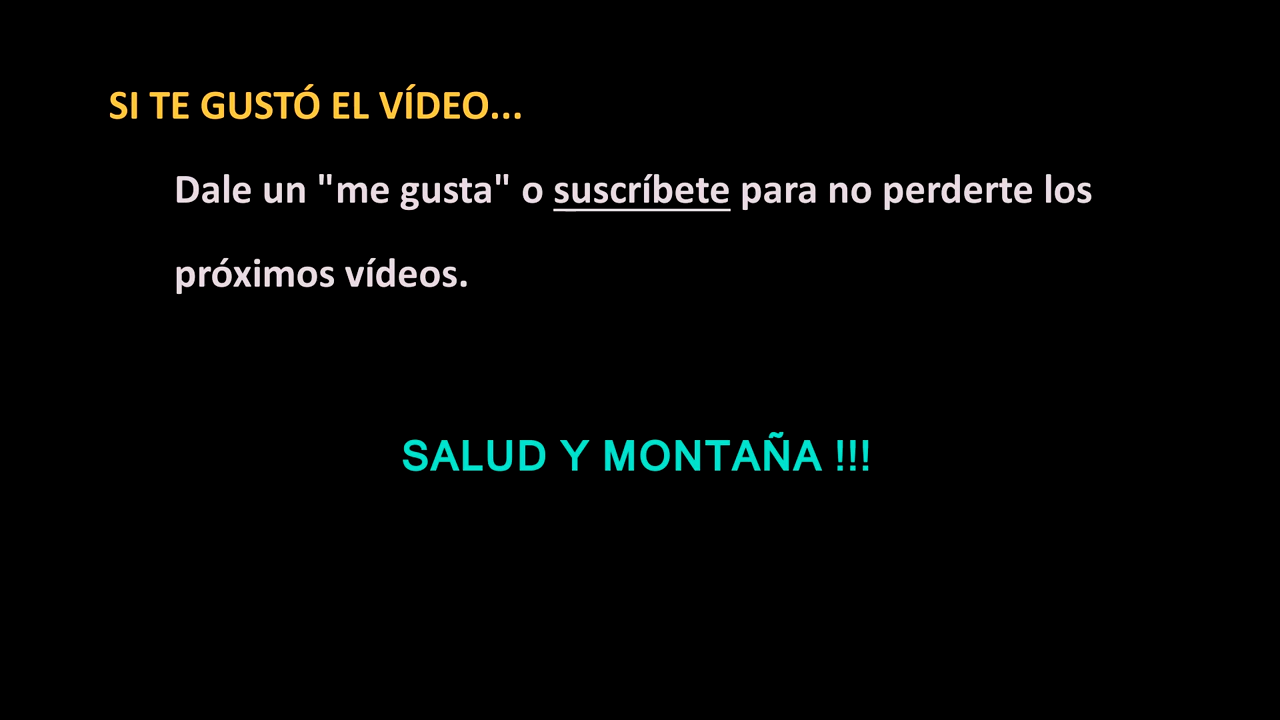 SI TE GUSTÓ EL VÍDEO...
Dale un "me gusta" o suscríbete para no perderte los
próximos vídeos.
SALUD Y MONTAÑA !!!